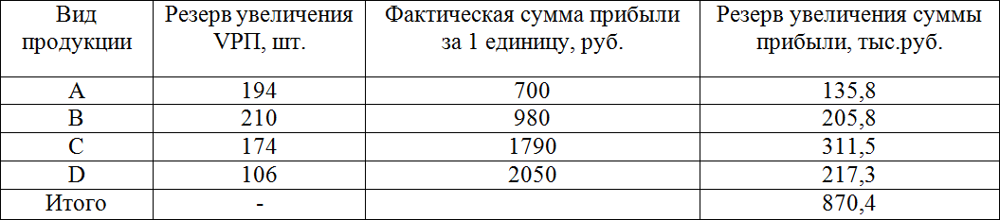 Вид продукции | Резерв увеличения VРП, шт. | Фактическая сумма прибыли за 1 единицу, руб. | Резерв увеличения суммы прибыли, тыс.руб.
A | 194 | 700 | 135,8
B | 210 | 980 | 205,8
C | 174 | 1790 | 311,5
D | 106 | 2050 | 217,3
Итого | - | | 870,4